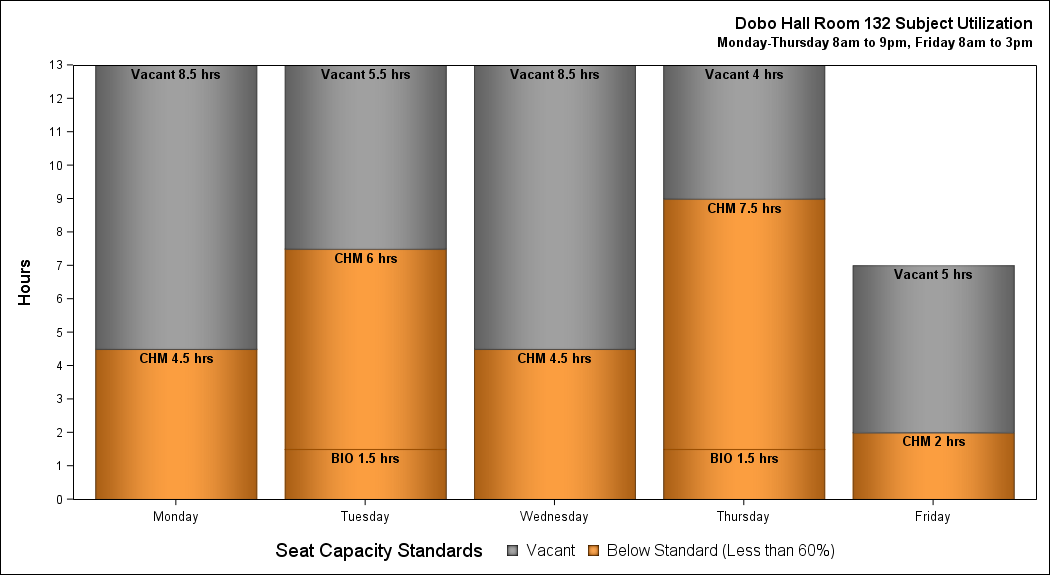 Dobo Hall Room 132 Subject Utilization
Monday-Thursday 8am to 9pm, Friday 8am to 3pm
Hours
13
12
11
10
9
8
7
6
5
4
3
2
1
0
Vacant 8.5 hrs
CHM 4.5 hrs
Vacant 5.5 hrs
CHM 6 hrs
BIO 1.5 hrs
Vacant 8.5 hrs
CHM 4.5 hrs
Vacant 4 hrs
CHM 7.5 hrs
BIO 1.5 hrs
Vacant 5 hrs
CHM 2 hrs
Monday Tuesday Wednesday Thursday Friday
Seat Capacity Standards Vacant Below Standard (Less than 60%)